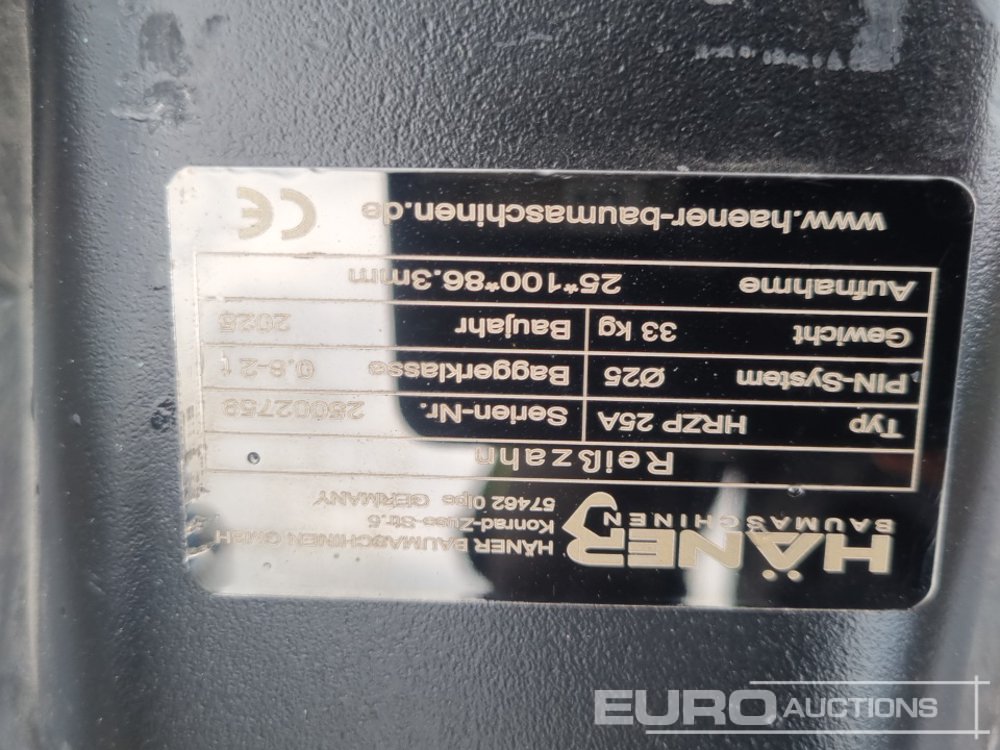 HÄNER
BAUMASCHINEN
HÄNER BAUMASCHINEN GMBH
Konrad-Zuse-Str.6
57462 Olpe GERMANY
Reißzahn
Typ HRZP 25A Serien-Nr. 25002759
PIN-System Ø25 Baggerklasse 0.8-2 t
Gewicht 33 kg Baujahr 2025
Aufnahme 25*100*86.3mm
www.haener-baumaschinen.de CE
EURO AUCTIONS